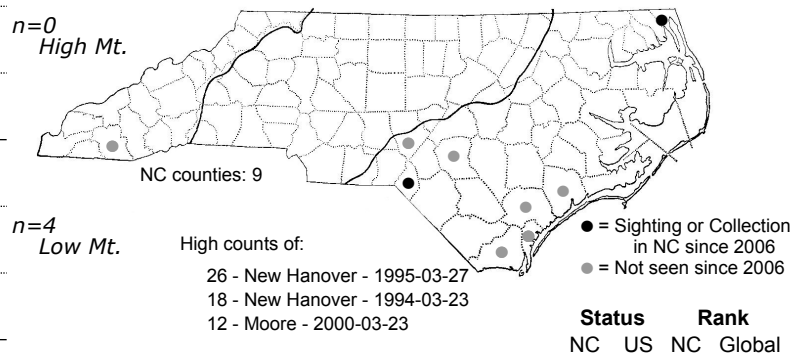 n=0
High Mt.
NC counties: 9
n=4
Low Mt.
High counts of:
26 - New Hanover - 1995-03-27
18 - New Hanover - 1994-03-23
12 - Moore - 2000-03-23
● = Sighting or Collection
in NC since 2006
● = Not seen since 2006
Status Rank
NC US NC Global